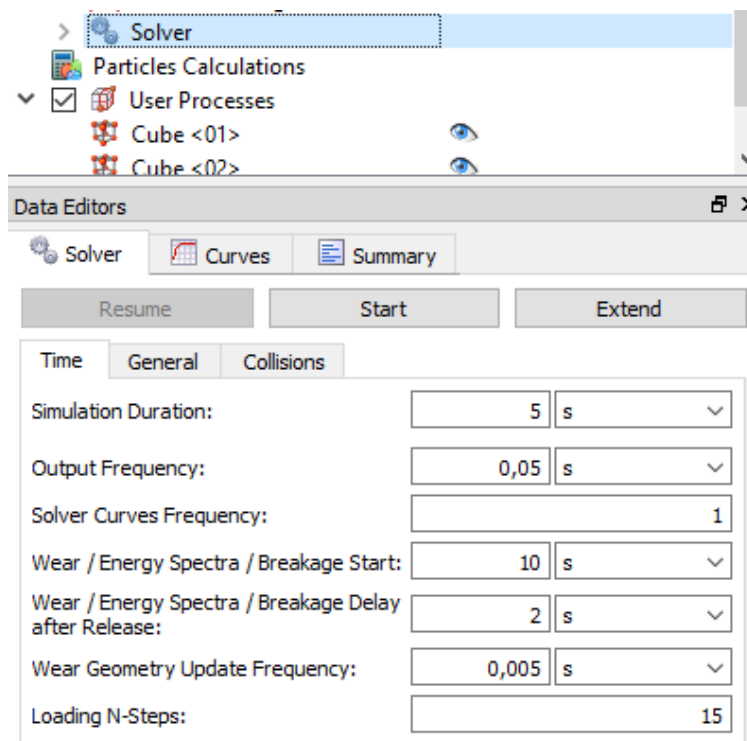 Solver
Particles Calculations
User Processes
Cube <01>
Cube <02>
Data Editors
Solver Curves Summary
Resume Start Extend
Time General Collisions
Simulation Duration: 5 s
Output Frequency: 0,05 s
Solver Curves Frequency: 1
Wear / Energy Spectra / Breakage Start: 10 s
Wear / Energy Spectra / Breakage Delay
after Release: 2 s
Wear Geometry Update Frequency: 0,005 s
Loading N-Steps: 15